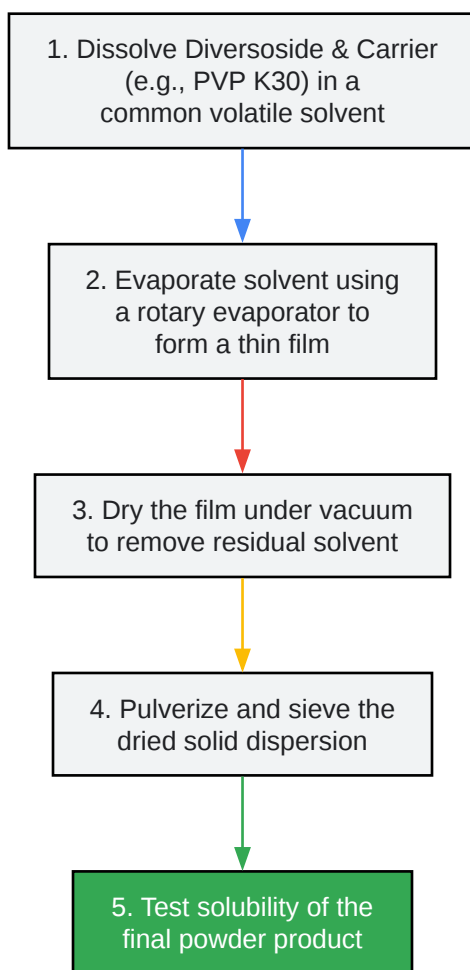 1. Dissolve Diversoside & Carrier
(e.g., PVP K30) in a
common volatile solvent
2. Evaporate solvent using
a rotary evaporator to
form a thin film
3. Dry the film under vacuum
to remove residual solvent
4. Pulverize and sieve the
dried solid dispersion
5. Test solubility of the
final powder product